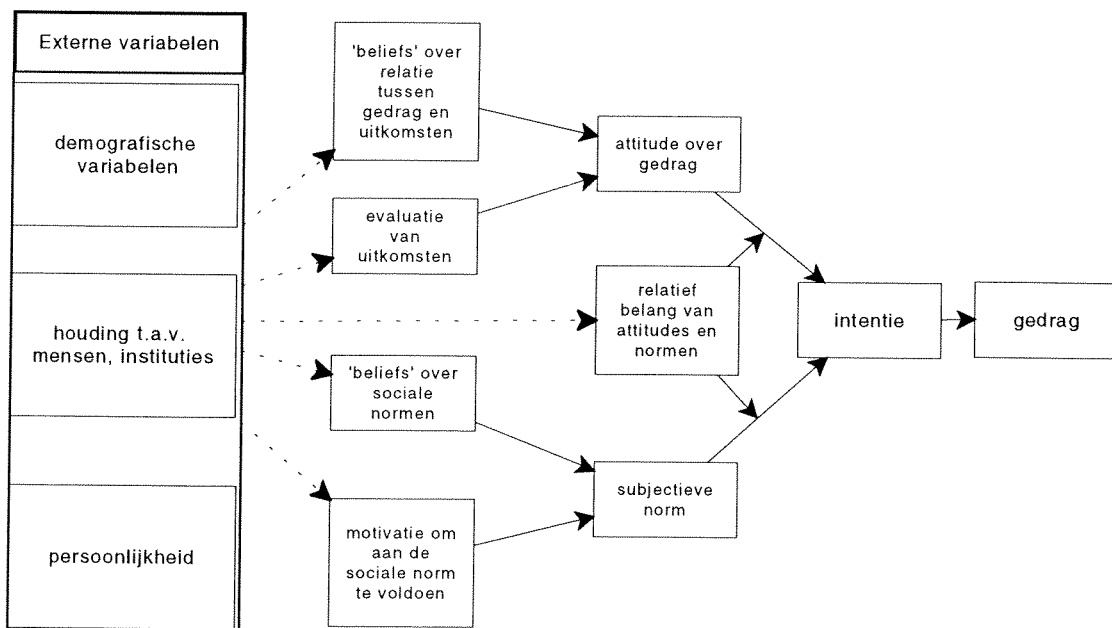 Externe variabelen
demografische
variabelen
houding t.a.v.
mensen, instituties
persoonlijkheid
'beliefs' over
relatie
tussen
gedrag en
uitkomsten
evaluatie
van
uitkomsten
'beliefs' over
sociale
normen
motivatie om
aan de
sociale norm
te voldoen
attitude over
gedrag
relatief
belang van
attitudes en
normen
subjectieve
norm
intentie
gedrag